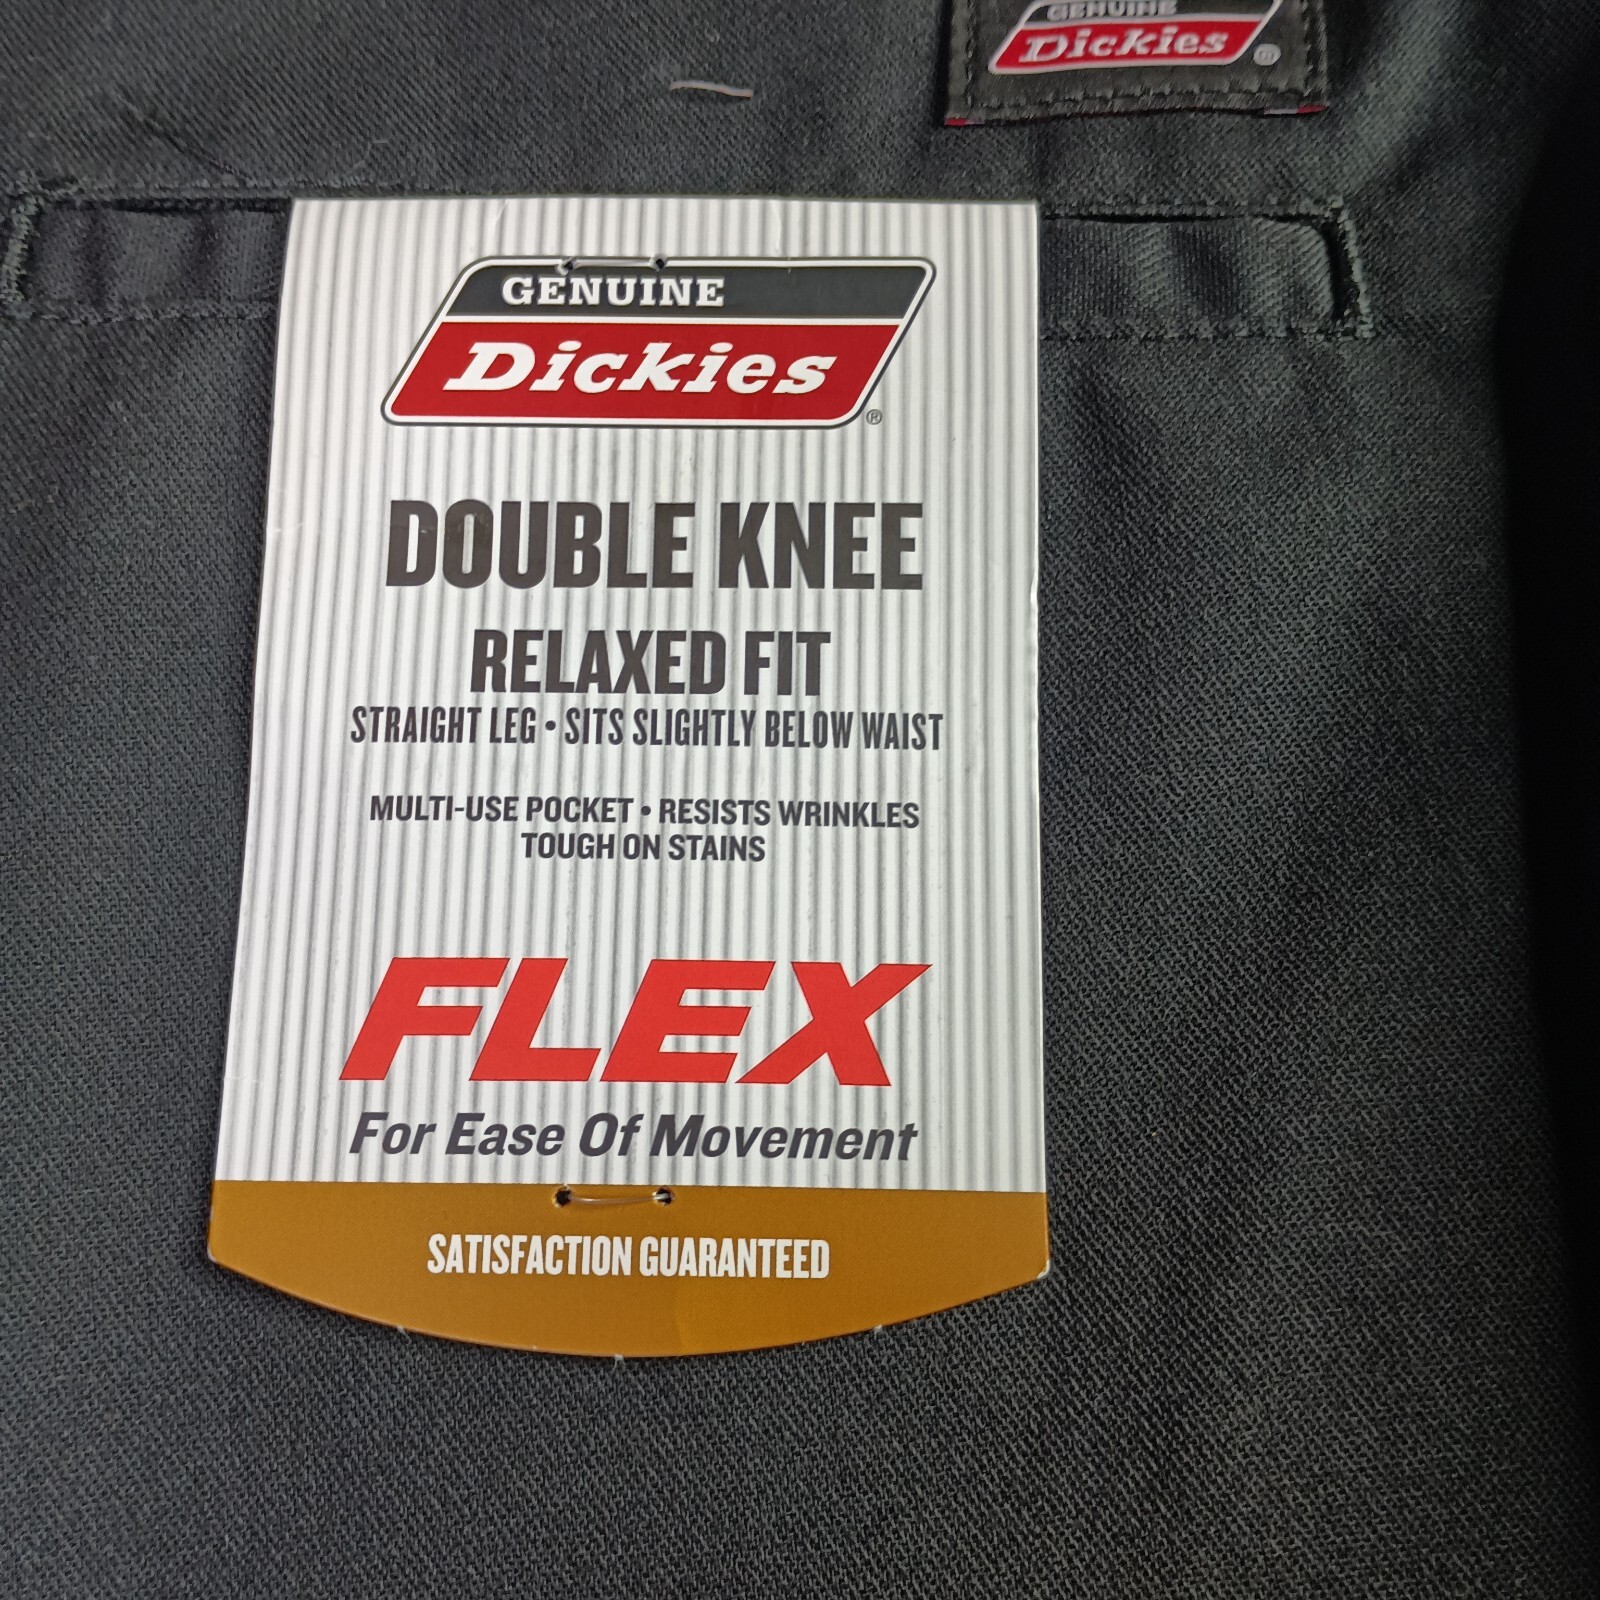 GENUINE
Dickies ®
GENUINE
Dickies ®
DOUBLE KNEE
RELAXED FIT
STRAIGHT LEG • SITS SLIGHTLY BELOW WAIST
MULTI-USE POCKET • RESISTS WRINKLES
TOUGH ON STAINS
FLEX
For Ease Of Movement
SATISFACTION GUARANTEED